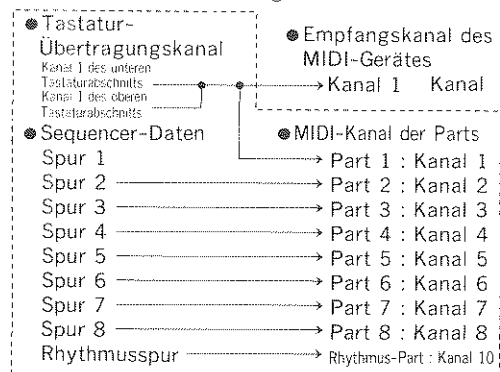 ● Tastatur-
Übertragungskanal
Kanal 1 des unteren
Tastaturabschnitts
Kanal 1 des oberen
Tastaturabschnitts
● Empfangskanal des
MIDI-Gerätes
Kanal 1 Kanal
● Sequencer-Daten
Spur 1
Spur 2
Spur 3
Spur 4
Spur 5
Spur 6
Spur 7
Spur 8
Rhythmusspur
● MIDI-Kanal der Parts
Part 1 : Kanal 1
Part 2 : Kanal 2
Part 3 : Kanal 3
Part 4 : Kanal 4
Part 5 : Kanal 5
Part 6 : Kanal 6
Part 7 : Kanal 7
Part 8 : Kanal 8
Rhythmus-Part : Kanal 10